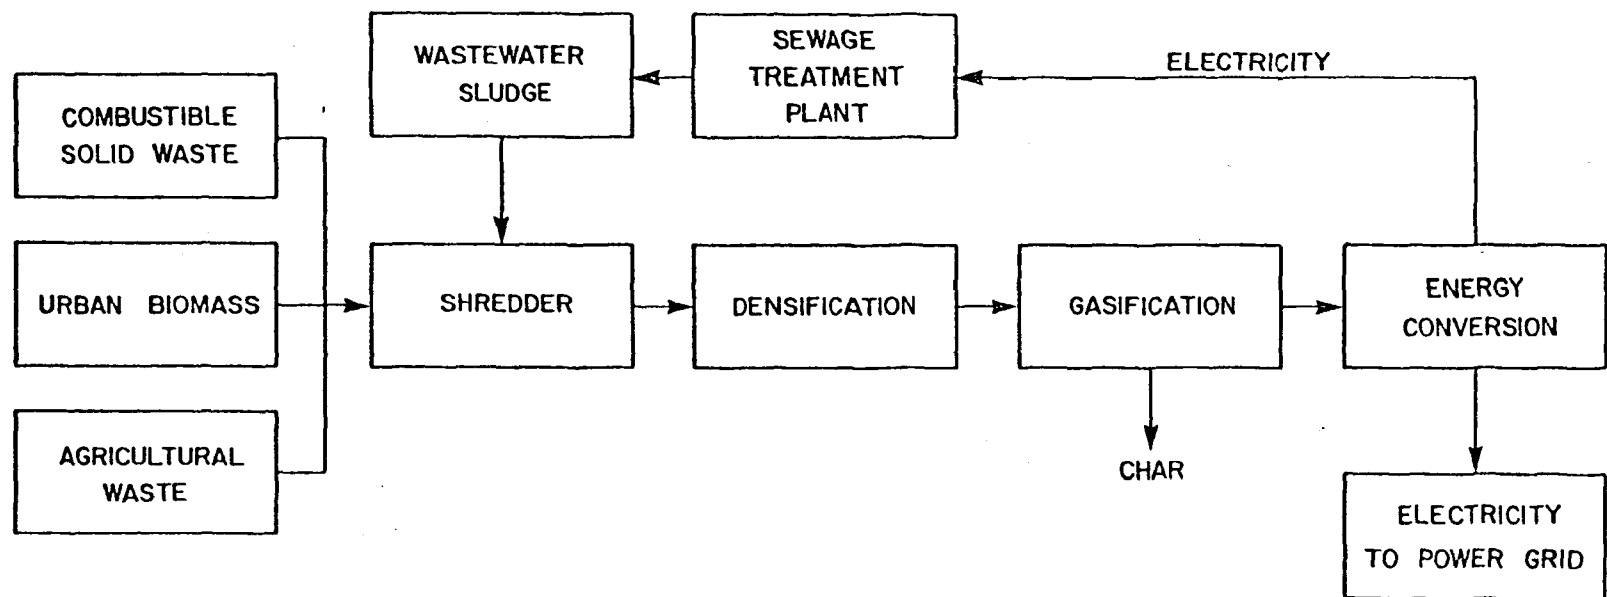 WASTEWATER
SLUDGE
SEWAGE
TREATMENT
PLANT
ELECTRICITY
COMBUSTIBLE
SOLID WASTE
URBAN BIOMASS
SHREDDER
DENSIFICATION
GASIFICATION
ENERGY
CONVERSION
AGRICULTURAL
WASTE
CHAR
ELECTRICITY
TO POWER GRID